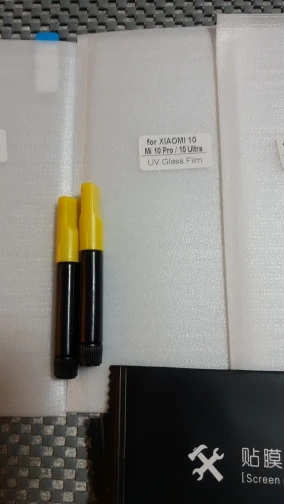 for XIAOMI 10
Mi 10 Pro / 10 Ultra
UV Glass Film
贴膜
[Screen